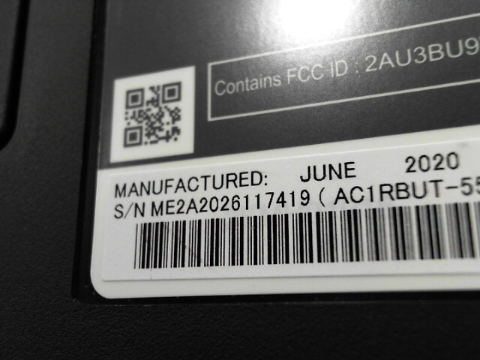 Contains FCC ID : 2AU3BU9
MANUFACTURED: JUNE 2020
S/N ME2A2026117419 ( AC1RBUT-55